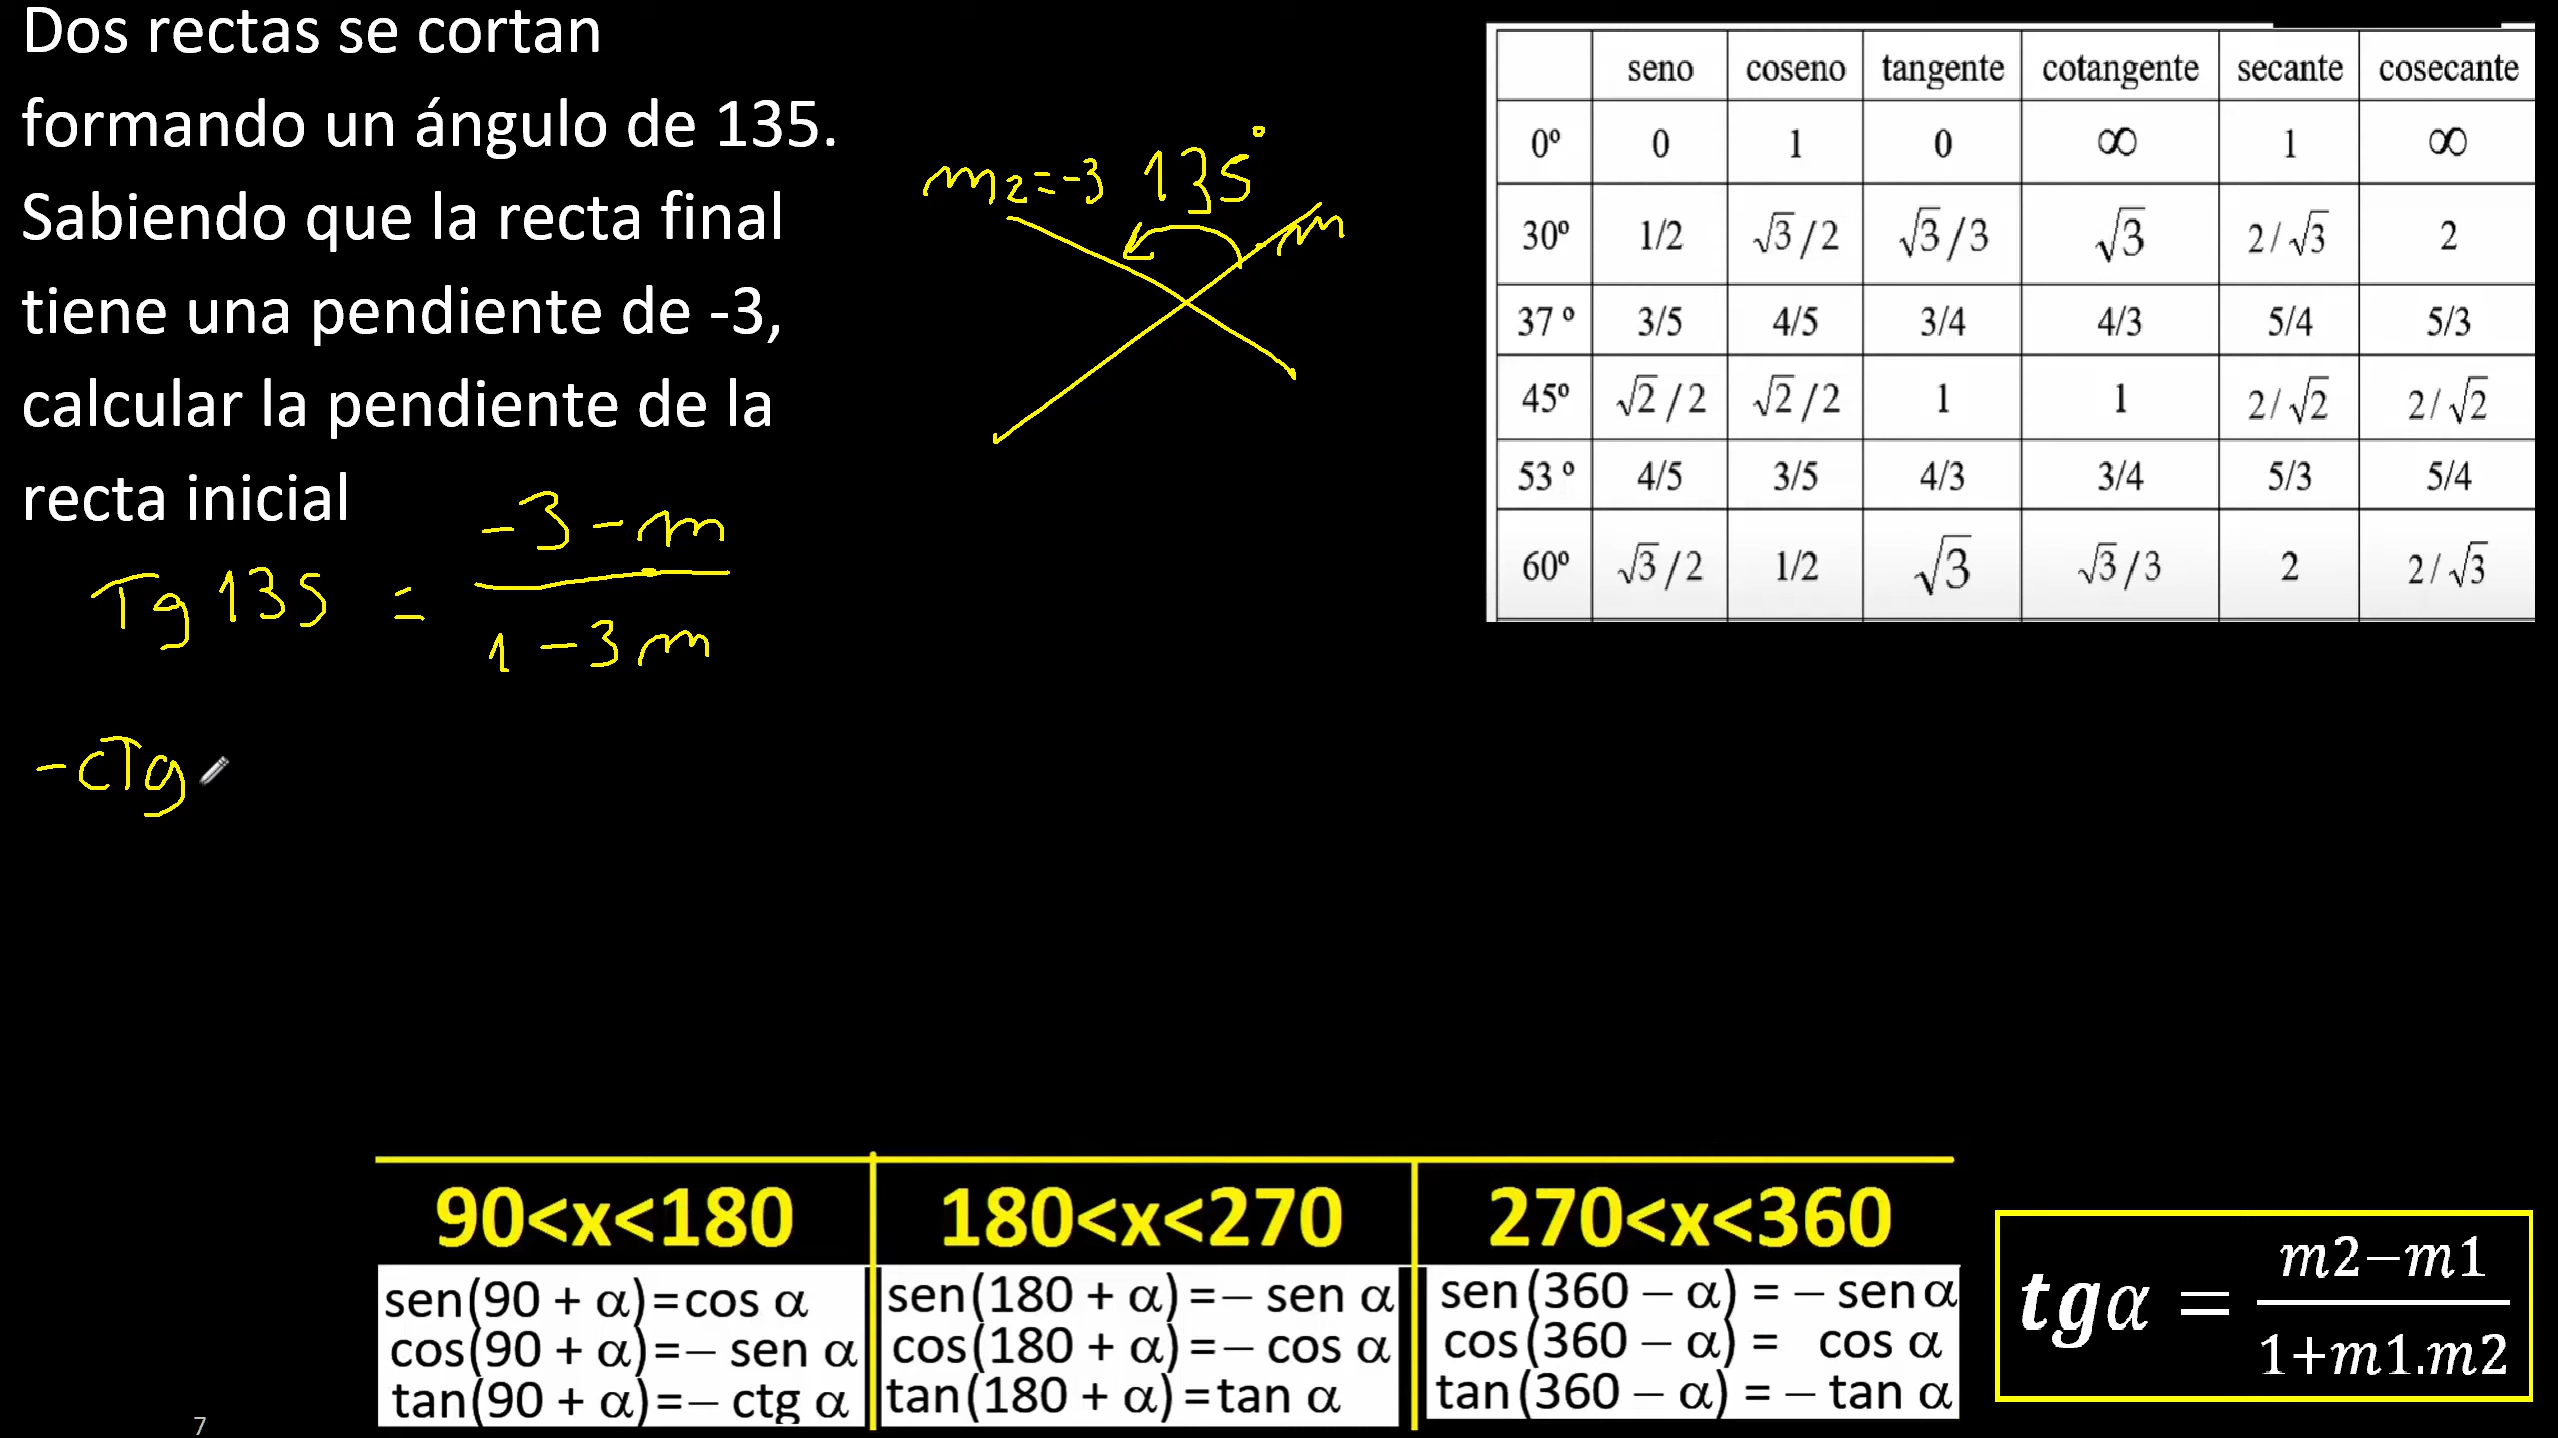 Dos rectas se cortan
formando un ángulo de 135.
Sabiendo que la recta final
tiene una pendiente de -3,
calcular la pendiente de la
recta inicial
m2=-3 135°
m
Tg 135 = (-3 - m)/(1 - 3m)
-cTg
seno coseno tangente cotangente secante cosecante
0º 0 1 0 ∞ 1 ∞
30º 1/2 √3/2 √3/3 √3 2/√3 2
37º 3/5 4/5 3/4 4/3 5/4 5/3
45º √2/2 √2/2 1 1 2/√2 2/√2
53º 4/5 3/5 4/3 3/4 5/3 5/4
60º √3/2 1/2 √3 √3/3 2 2/√3
90<x<180 180<x<270 270<x<360
sen(90 + α)=cos α sen(180 + α)=− sen α sen(360 − α) = − sen α
cos(90 + α)=− sen α cos(180 + α)=− cos α cos(360 − α) = cos α
tan(90 + α)=− ctg α tan(180 + α)=tan α tan(360 − α) = − tan α
tgα = (m2−m1)/(1+m1.m2)
7